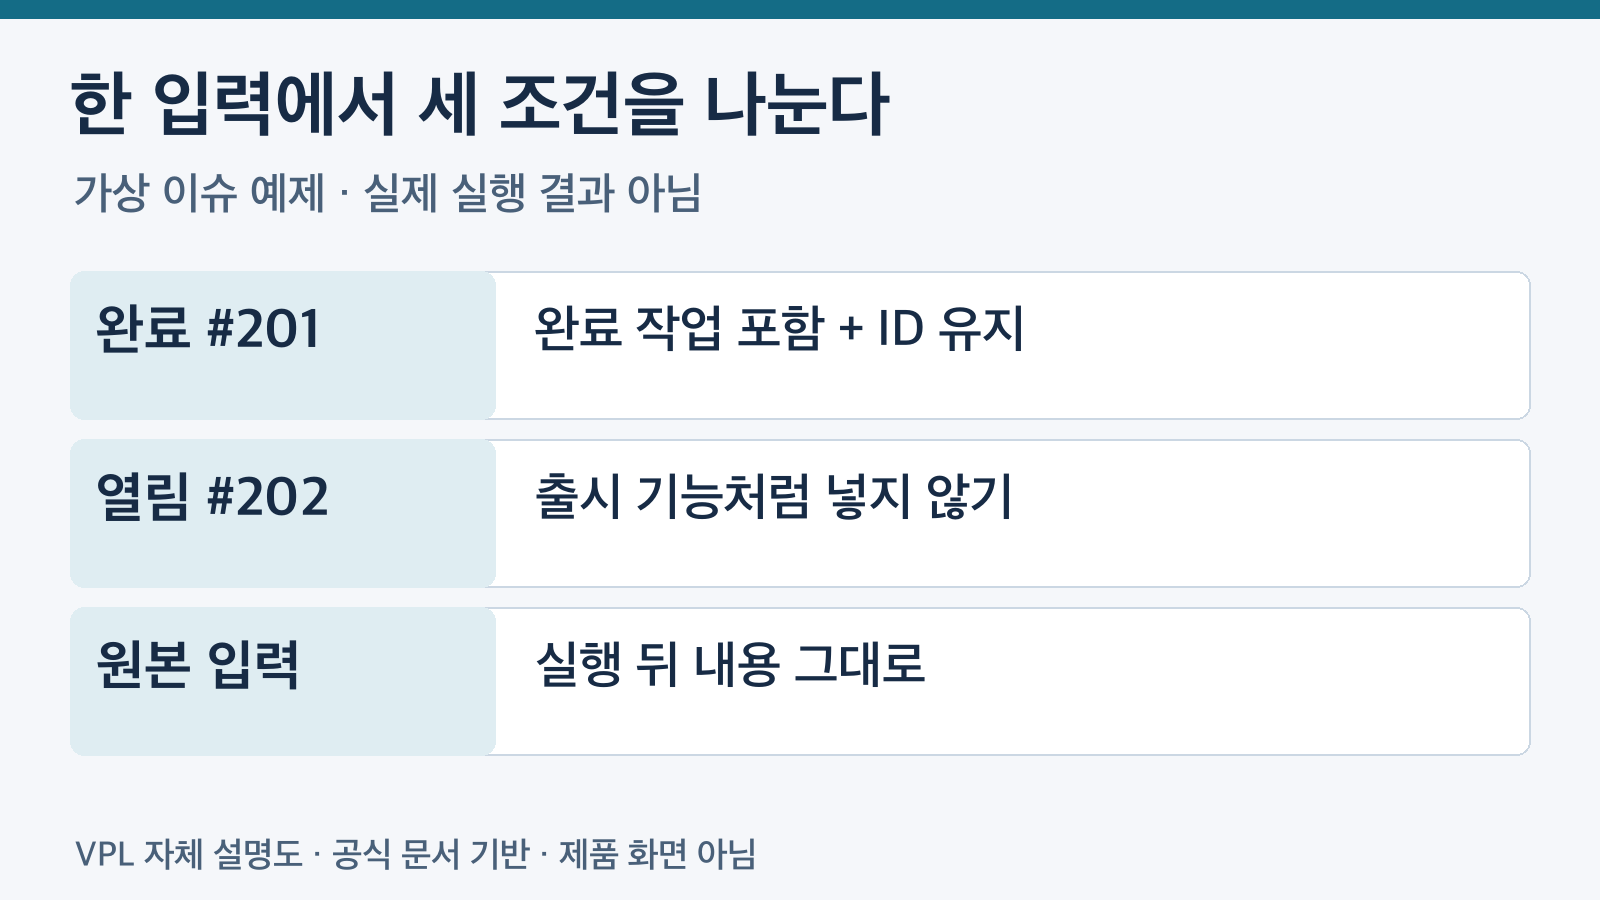 한 입력에서 세 조건을 나눈다
가상 이슈 예제 · 실제 실행 결과 아님
완료 #201
완료 작업 포함 + ID 유지
열림 #202
출시 기능처럼 넣지 않기
원본 입력
실행 뒤 내용 그대로
VPL 자체 설명도 · 공식 문서 기반 · 제품 화면 아님